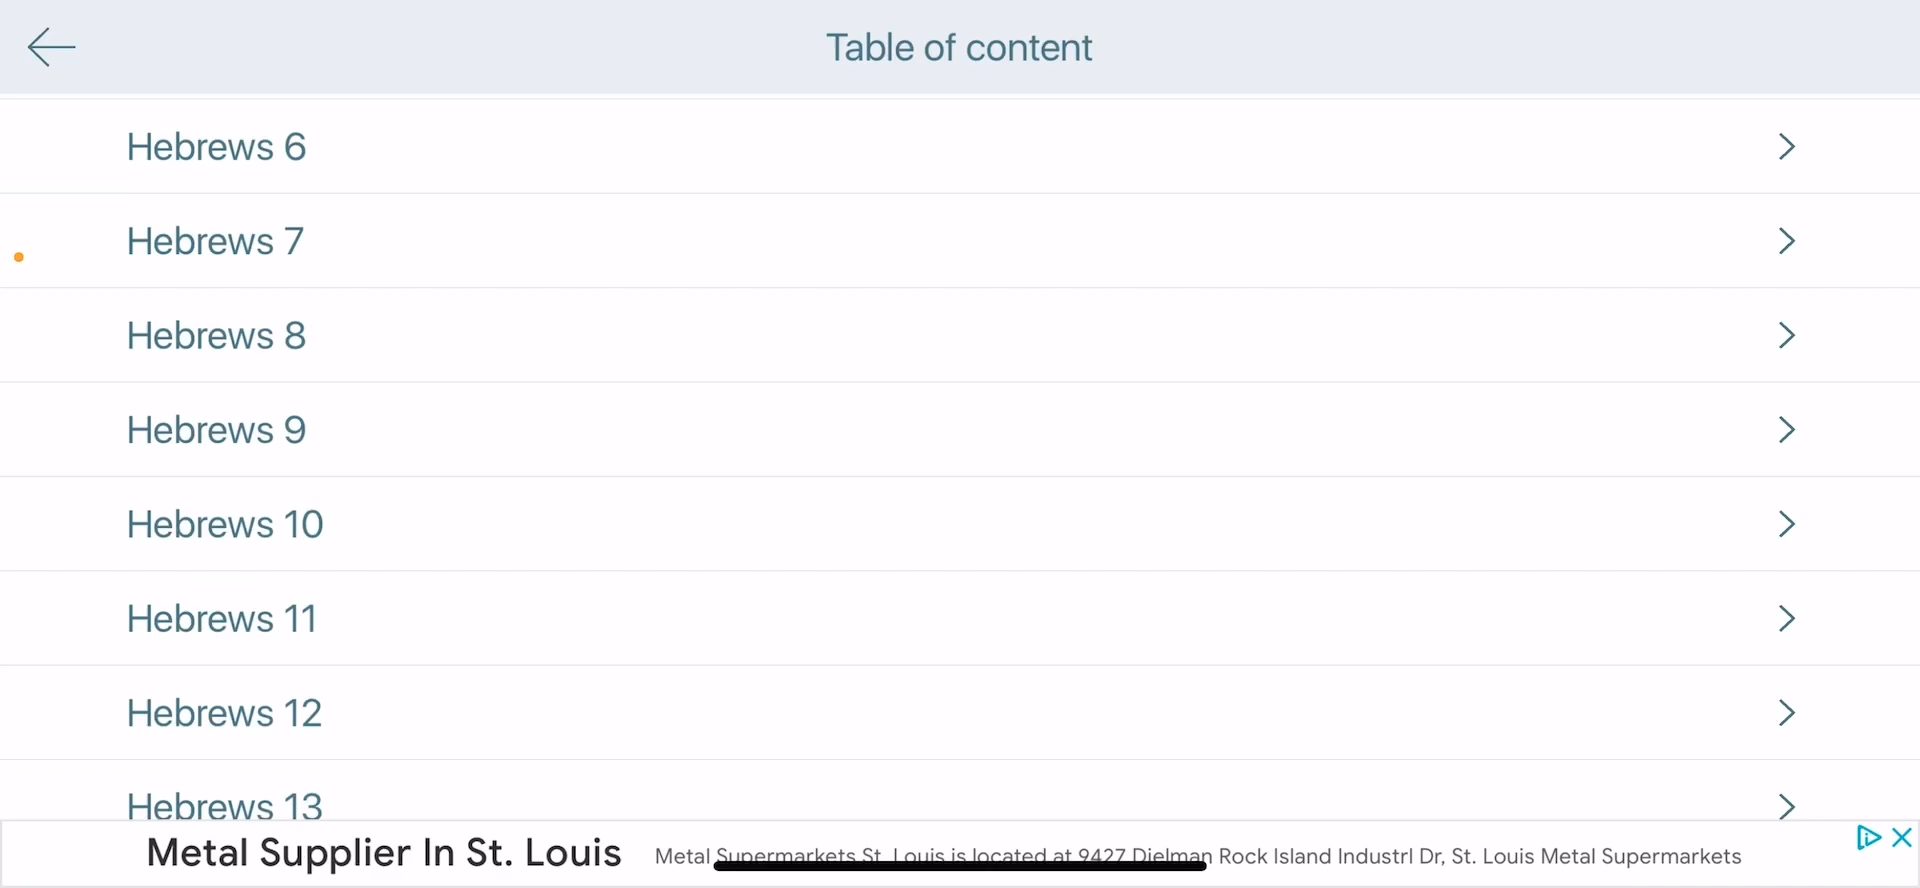 Table of content
Hebrews 6
Hebrews 7
Hebrews 8
Hebrews 9
Hebrews 10
Hebrews 11
Hebrews 12
Hebrews 13
Metal Supplier In St. Louis
Metal Supermarkets St. Louis is located at 9427 Dielman Rock Island Industrl Dr, St. Louis Metal Supermarkets